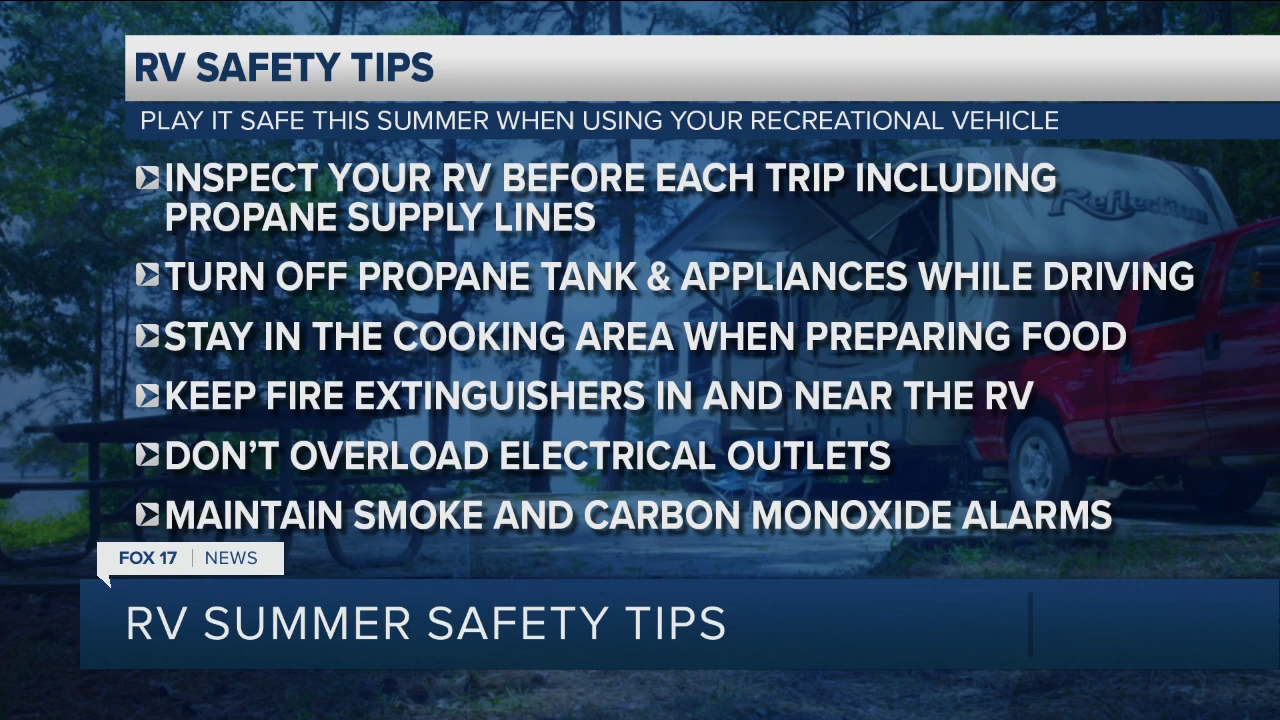 RV SAFETY TIPS
PLAY IT SAFE THIS SUMMER WHEN USING YOUR RECREATIONAL VEHICLE
INSPECT YOUR RV BEFORE EACH TRIP INCLUDING
PROPANE SUPPLY LINES
TURN OFF PROPANE TANK & APPLIANCES WHILE DRIVING
STAY IN THE COOKING AREA WHEN PREPARING FOOD
KEEP FIRE EXTINGUISHERS IN AND NEAR THE RV
DON'T OVERLOAD ELECTRICAL OUTLETS
MAINTAIN SMOKE AND CARBON MONOXIDE ALARMS
FOX 17 NEWS
RV SUMMER SAFETY TIPS